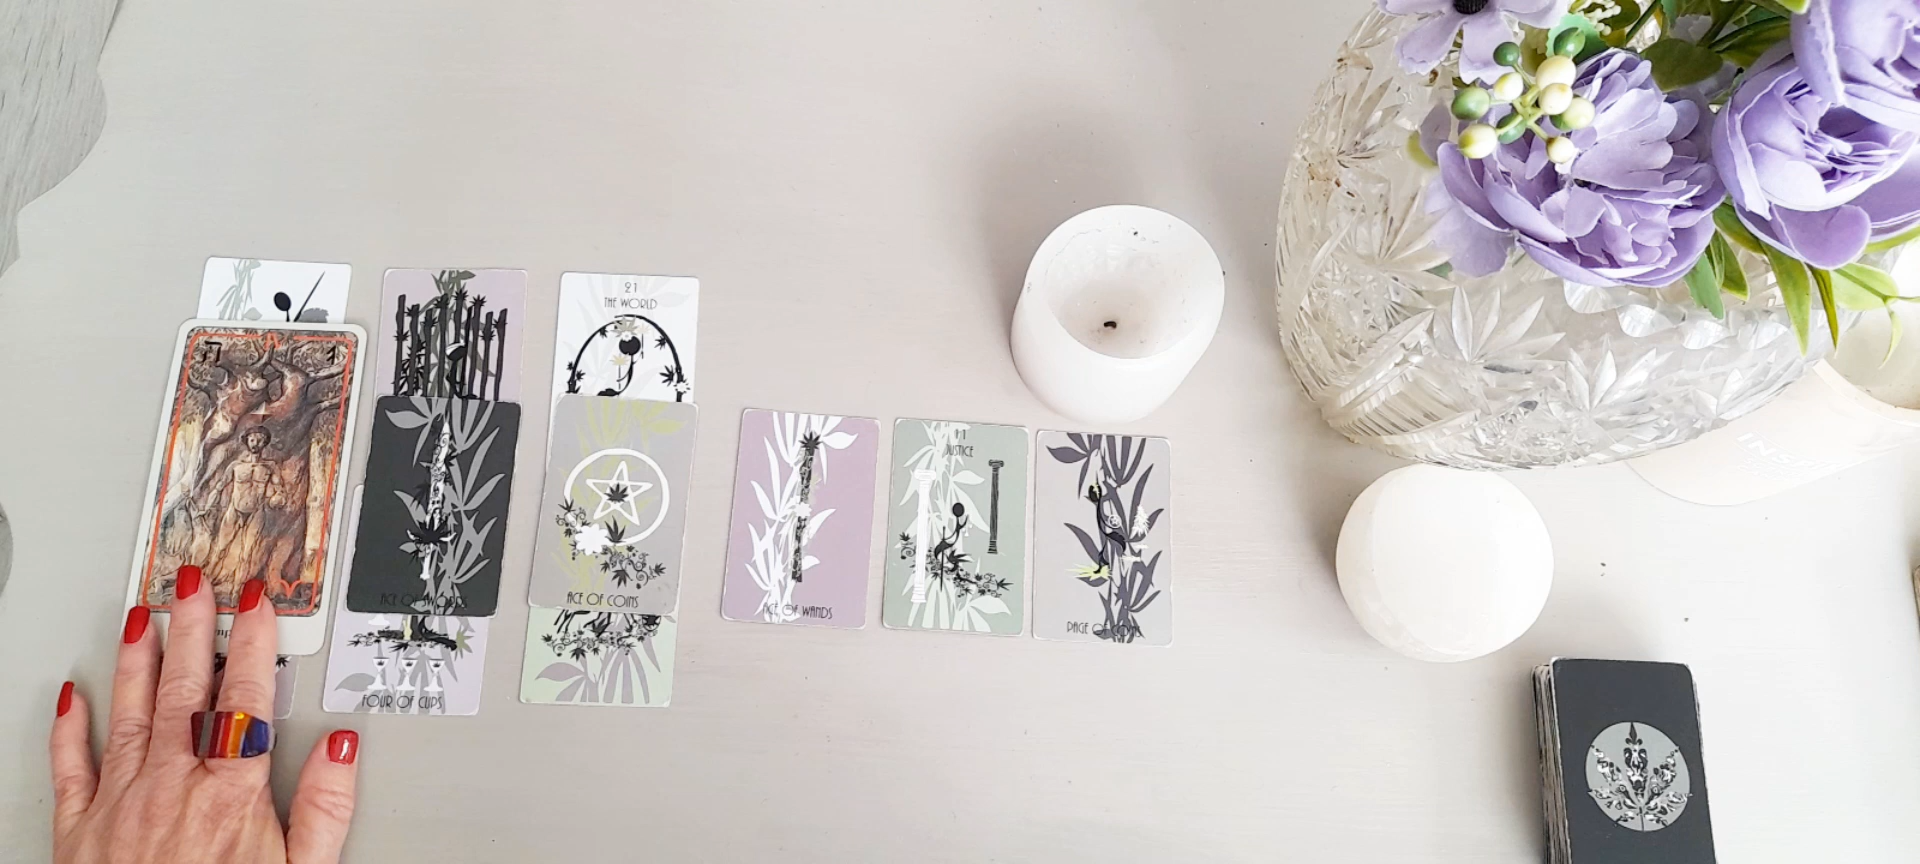 21
THE WORLD
ACE OF SWORDS
ACE OF COINS
ACE OF WANDS
11
JUSTICE
PAGE OF COINS
FOUR OF CUPS